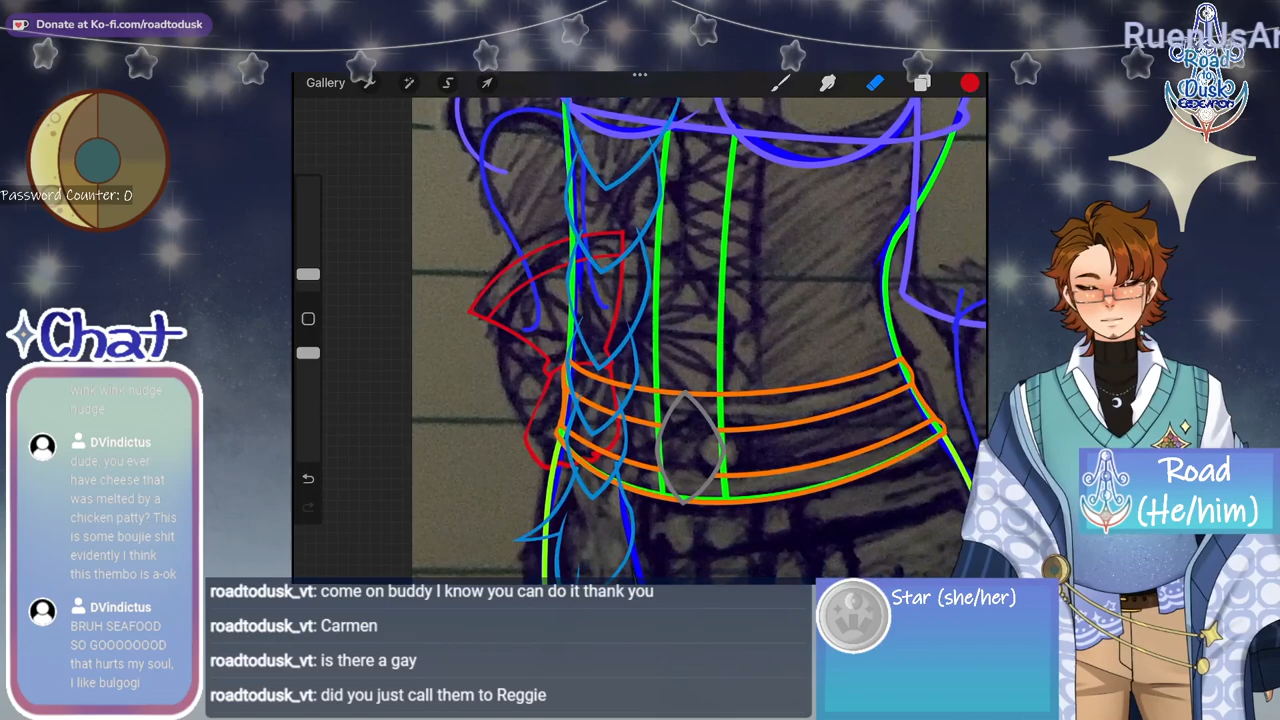 Donate at Ko-fi.com/roadtodusk
Road
to
Dusk
Gallery
Password Counter: 0
Chat
wink wink nudge
nudge
DVindictus
dude, you ever
have cheese that
was melted by a
chicken patty? This
is some boujie shit
evidently I think
this thembo is a-ok
DVindictus
BRUH SEAFOOD
SO GOOOOOOOD
that hurts my soul,
I like bulgogi
roadtodusk_vt: come on buddy I know you can do it thank you
roadtodusk_vt: Carmen
roadtodusk_vt: is there a gay
roadtodusk_vt: did you just call them to Reggie
Star (she/her)
Road
(He/him)